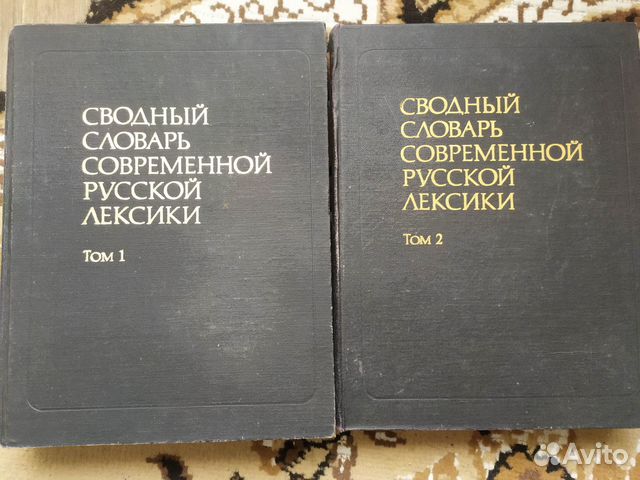 СВОДНЫЙ
СЛОВАРЬ
СОВРЕМЕННОЙ
РУССКОЙ
ЛЕКСИКИ
ТОМ 1
СВОДНЫЙ
СЛОВАРЬ
СОВРЕМЕННОЙ
РУССКОЙ
ЛЕКСИКИ
ТОМ 2
Avito